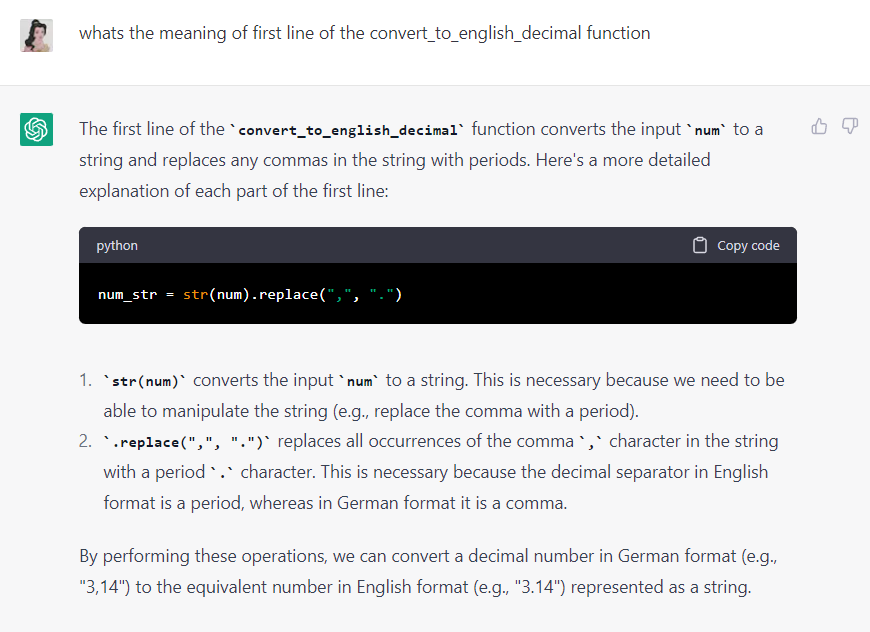 whats the meaning of first line of the convert_to_english_decimal function
The first line of the `convert_to_english_decimal` function converts the input `num` to a
string and replaces any commas in the string with periods. Here's a more detailed
explanation of each part of the first line:
python Copy code
num_str = str(num).replace(",", ".")
1. `str(num)` converts the input `num` to a string. This is necessary because we need to be
able to manipulate the string (e.g., replace the comma with a period).
2. `.replace(",", ".")` replaces all occurrences of the comma `,` character in the string
with a period `.` character. This is necessary because the decimal separator in English
format is a period, whereas in German format it is a comma.
By performing these operations, we can convert a decimal number in German format (e.g.,
"3,14") to the equivalent number in English format (e.g., "3.14") represented as a string.